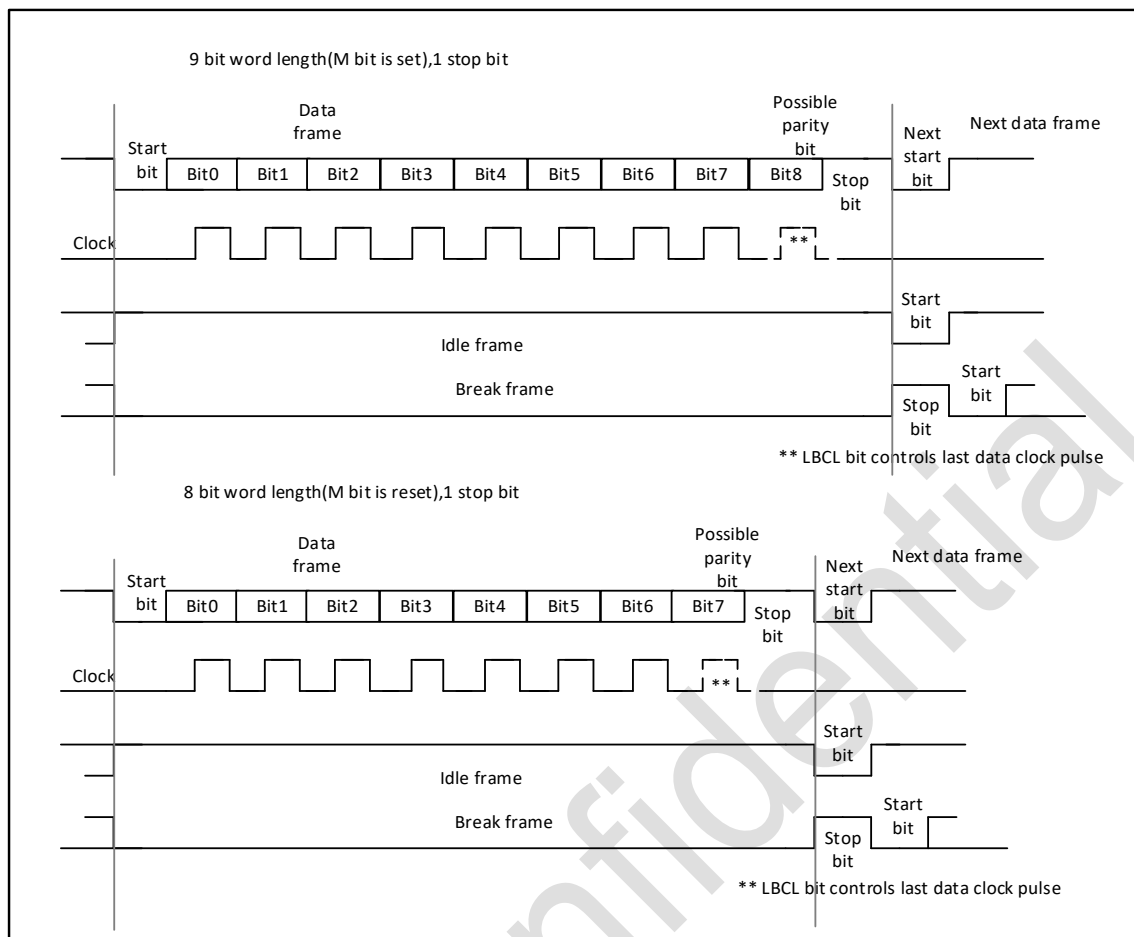 9 bit word length(M bit is set),1 stop bit
Data
frame
Possible
parity
bit
Next data frame
Start
bit
Bit0
Bit1
Bit2
Bit3
Bit4
Bit5
Bit6
Bit7
Bit8
Stop
bit
Next
start
bit
Clock
**
Start
bit
Idle frame
Break frame
Stop
bit
Start
bit
** LBCL bit controls last data clock pulse
8 bit word length(M bit is reset),1 stop bit
Data
frame
Possible
parity
bit
Next data frame
Start
bit
Bit0
Bit1
Bit2
Bit3
Bit4
Bit5
Bit6
Bit7
Stop
bit
Next
start
bit
Clock
**
Start
bit
Idle frame
Break frame
Stop
bit
Start
bit
** LBCL bit controls last data clock pulse
nfidential